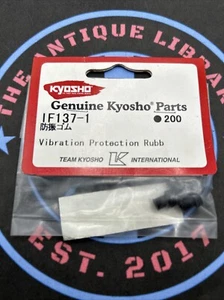 THE ANTIQUE LIBRA
KYOSHO
Genuine Kyosho® Parts
IF137-1
200
防振ゴム
Vibration Protection Rubb
TEAM KYOSHO K INTERNATIONAL
EST. 2017